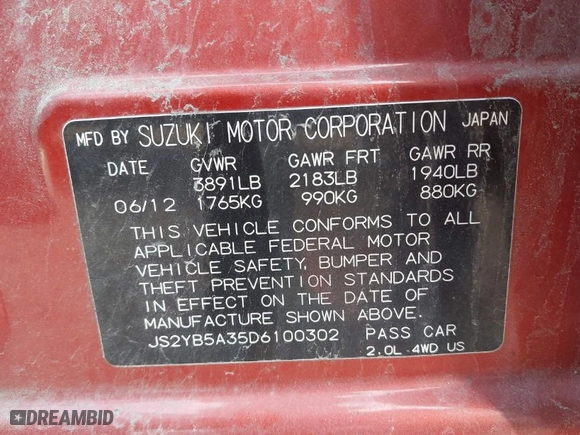 MFD BY SUZUKI MOTOR CORPORATION JAPAN
DATE GVWR GAWR FRT GAWR RR
3891LB 2183LB 1940LB
06/12 1765KG 990KG 880KG
THIS VEHICLE CONFORMS TO ALL
APPLICABLE FEDERAL MOTOR
VEHICLE SAFETY, BUMPER AND
THEFT PREVENTION STANDARDS
IN EFFECT ON THE DATE OF
MANUFACTURE SHOWN ABOVE.
JS2YB5A35D6100302 PASS CAR
2.0L 4WD US
DREAMBID